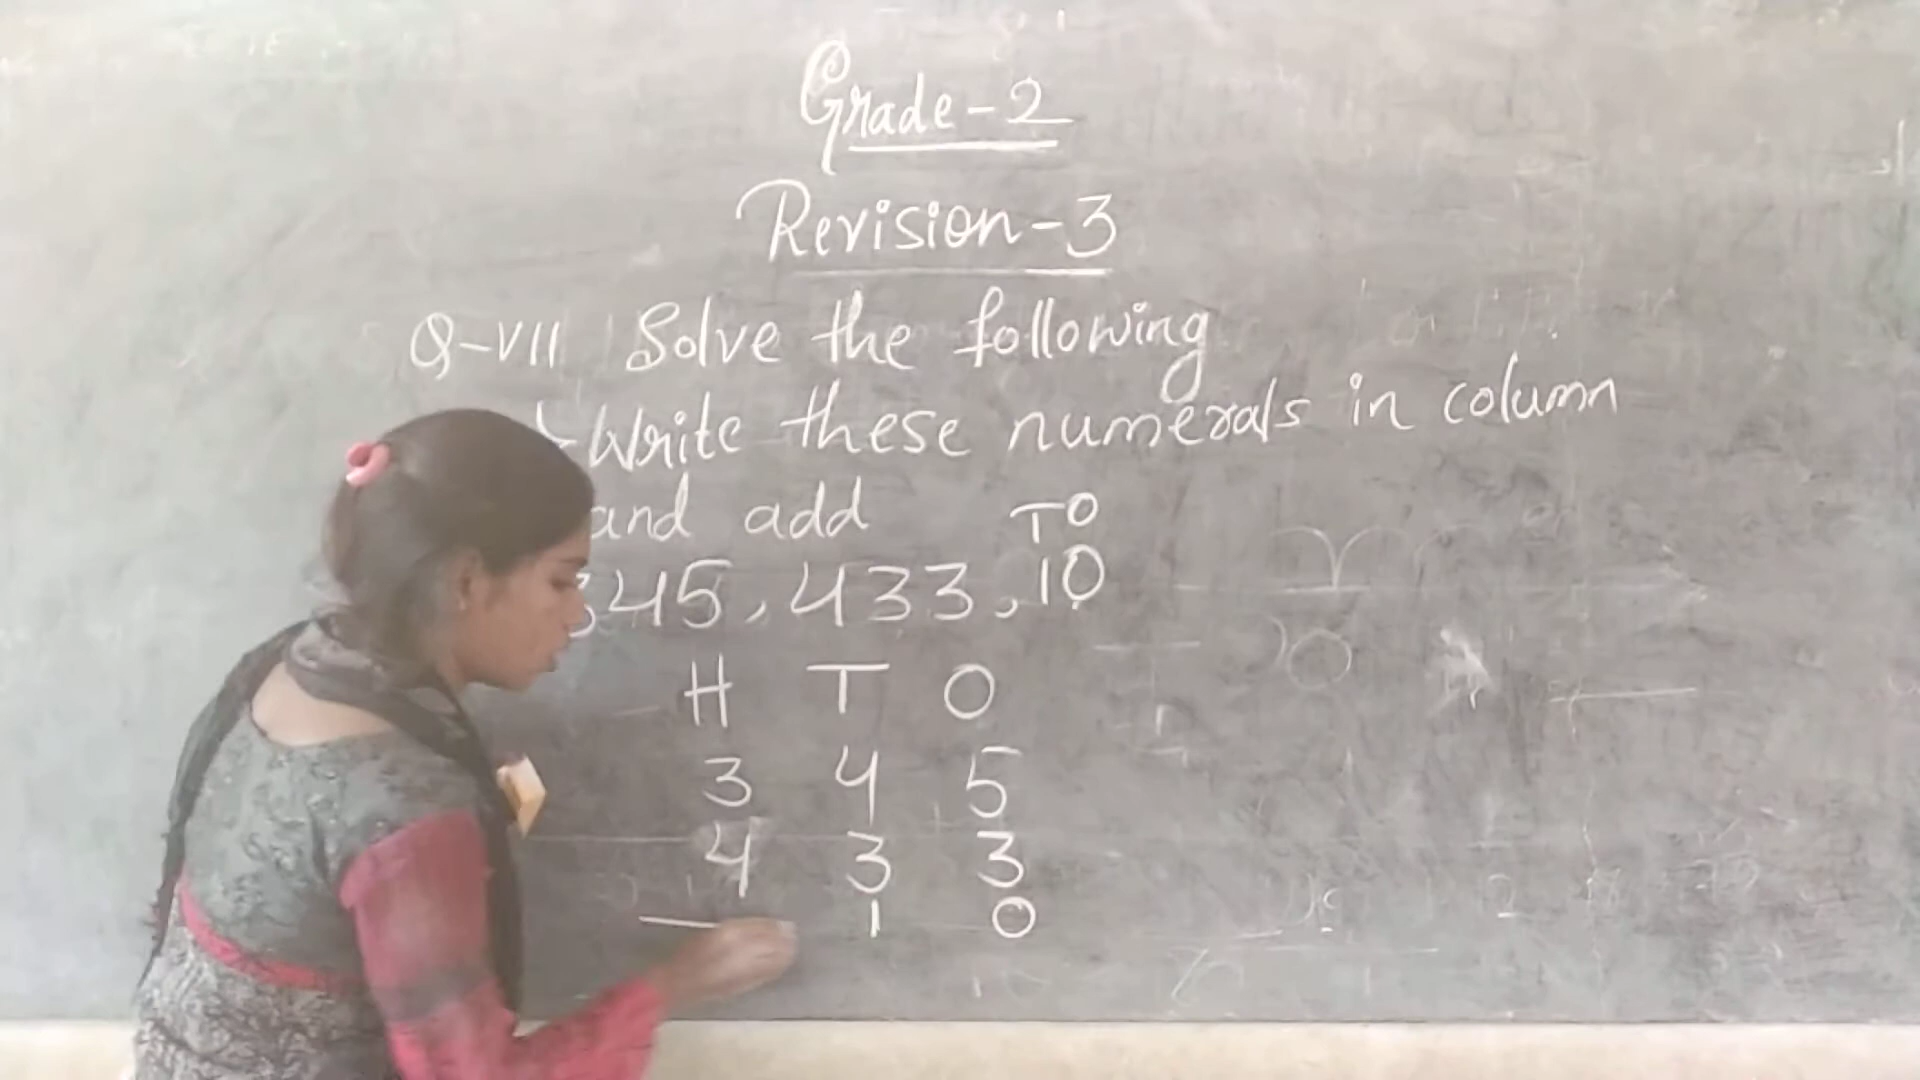 Grade-2
Revision-3
Q-VII Solve the following
Write these numerals in column
and add
T O
345, 433, 10
H T O
3 4 5
4 3 3
1 0